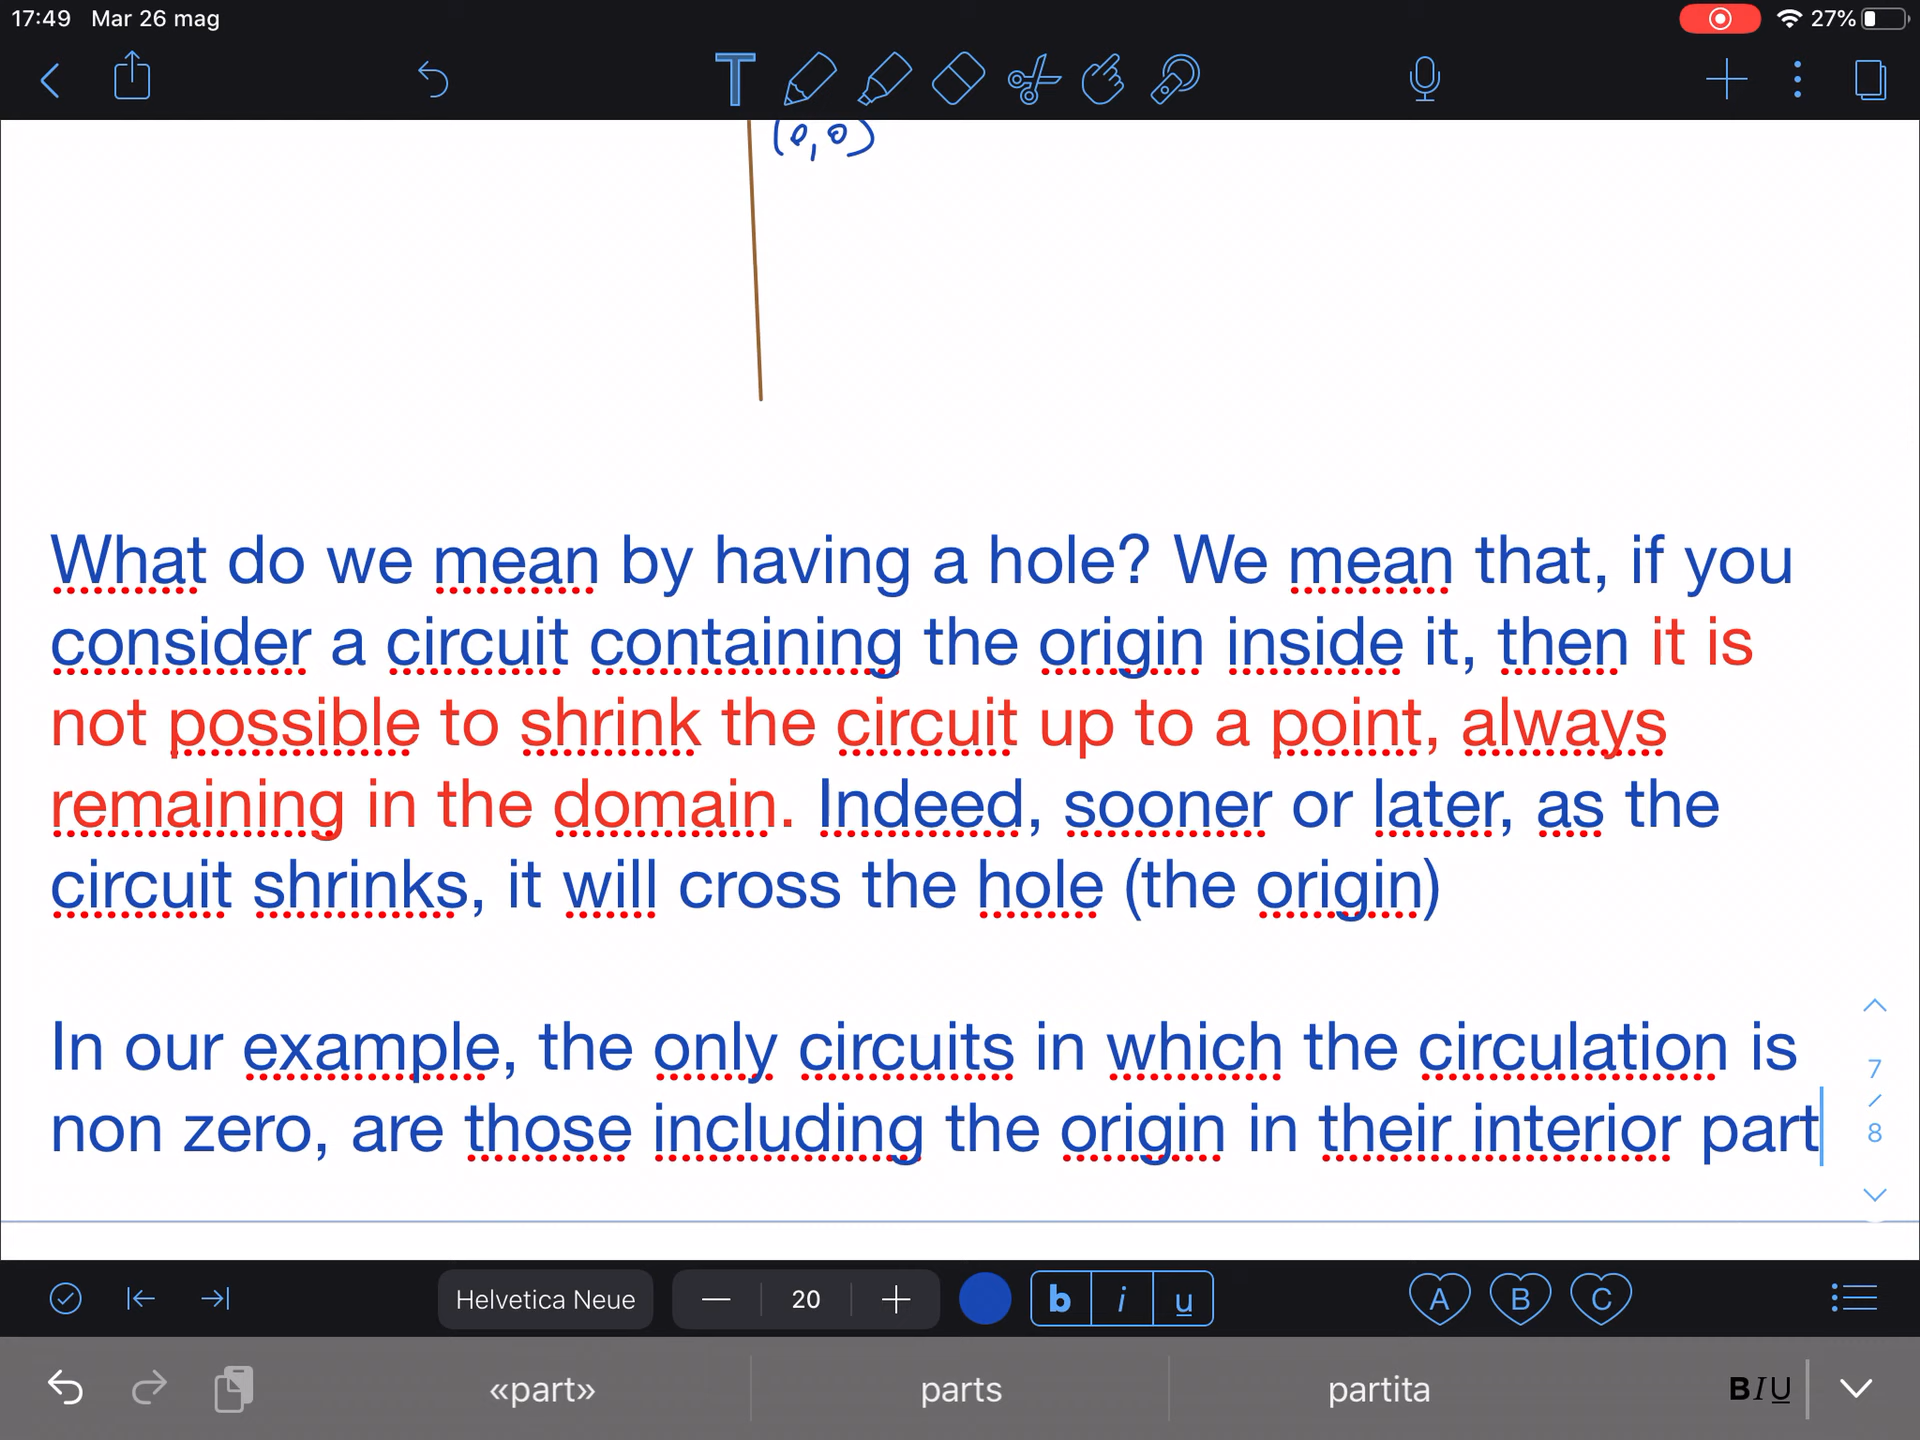 17:49 Mar 26 mag
27%
T
(0,0)
What do we mean by having a hole? We mean that, if you
consider a circuit containing the origin inside it, then it is
not possible to shrink the circuit up to a point, always
remaining in the domain. Indeed, sooner or later, as the
circuit shrinks, it will cross the hole (the origin)
In our example, the only circuits in which the circulation is
non zero, are those including the origin in their interior part
7
/
8
Helvetica Neue
20
b i u
A B C
«part» parts partita
BIU